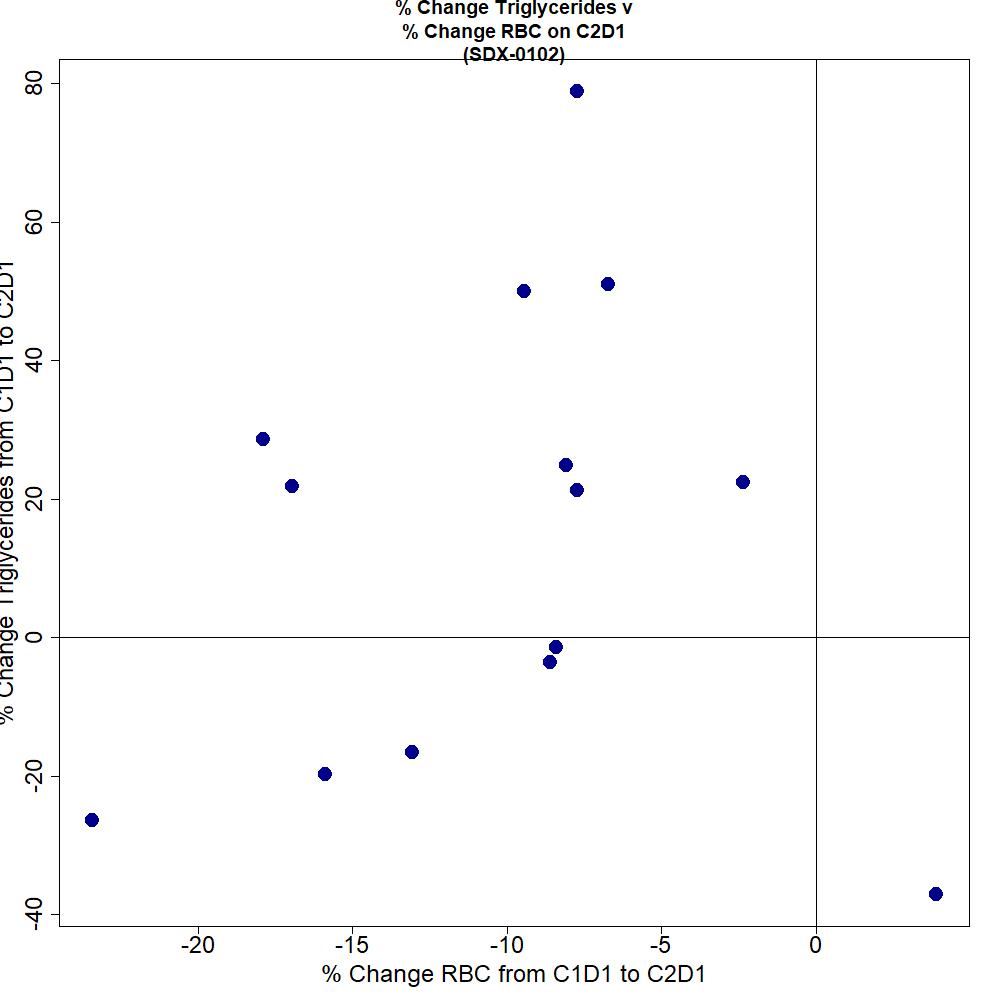 % Change Triglycerides v
% Change RBC on C2D1
(SDX-0102)
% Change Triglycerides from C1D1 to C2D1
80
60
40
20
0
-20
-40
-20
-15
-10
-5
0
% Change RBC from C1D1 to C2D1